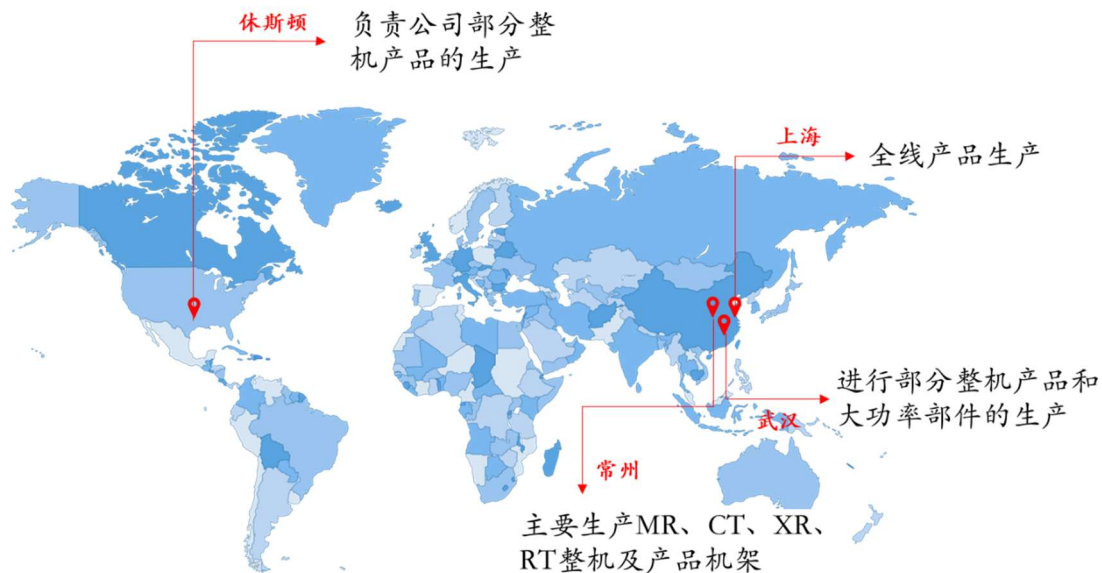 休斯顿
负责公司部分整
机产品的生产
上海
全线产品生产
进行部分整机产品和
大功率部件的生产
武汉
常州
主要生产MR、CT、XR、
RT整机及产品机架